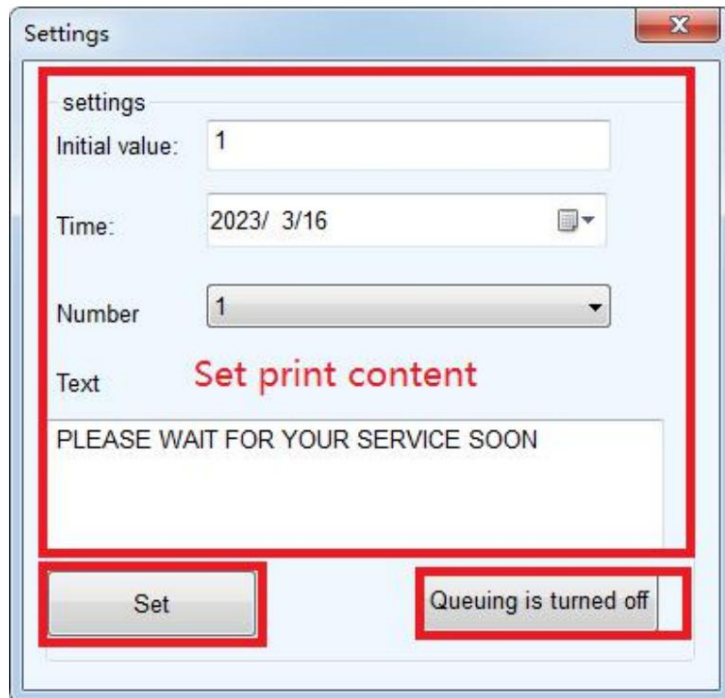 Settings
settings
Initial value: 1
Time: 2023/ 3/16
Number 1
Text Set print content
PLEASE WAIT FOR YOUR SERVICE SOON
Set Queuing is turned off